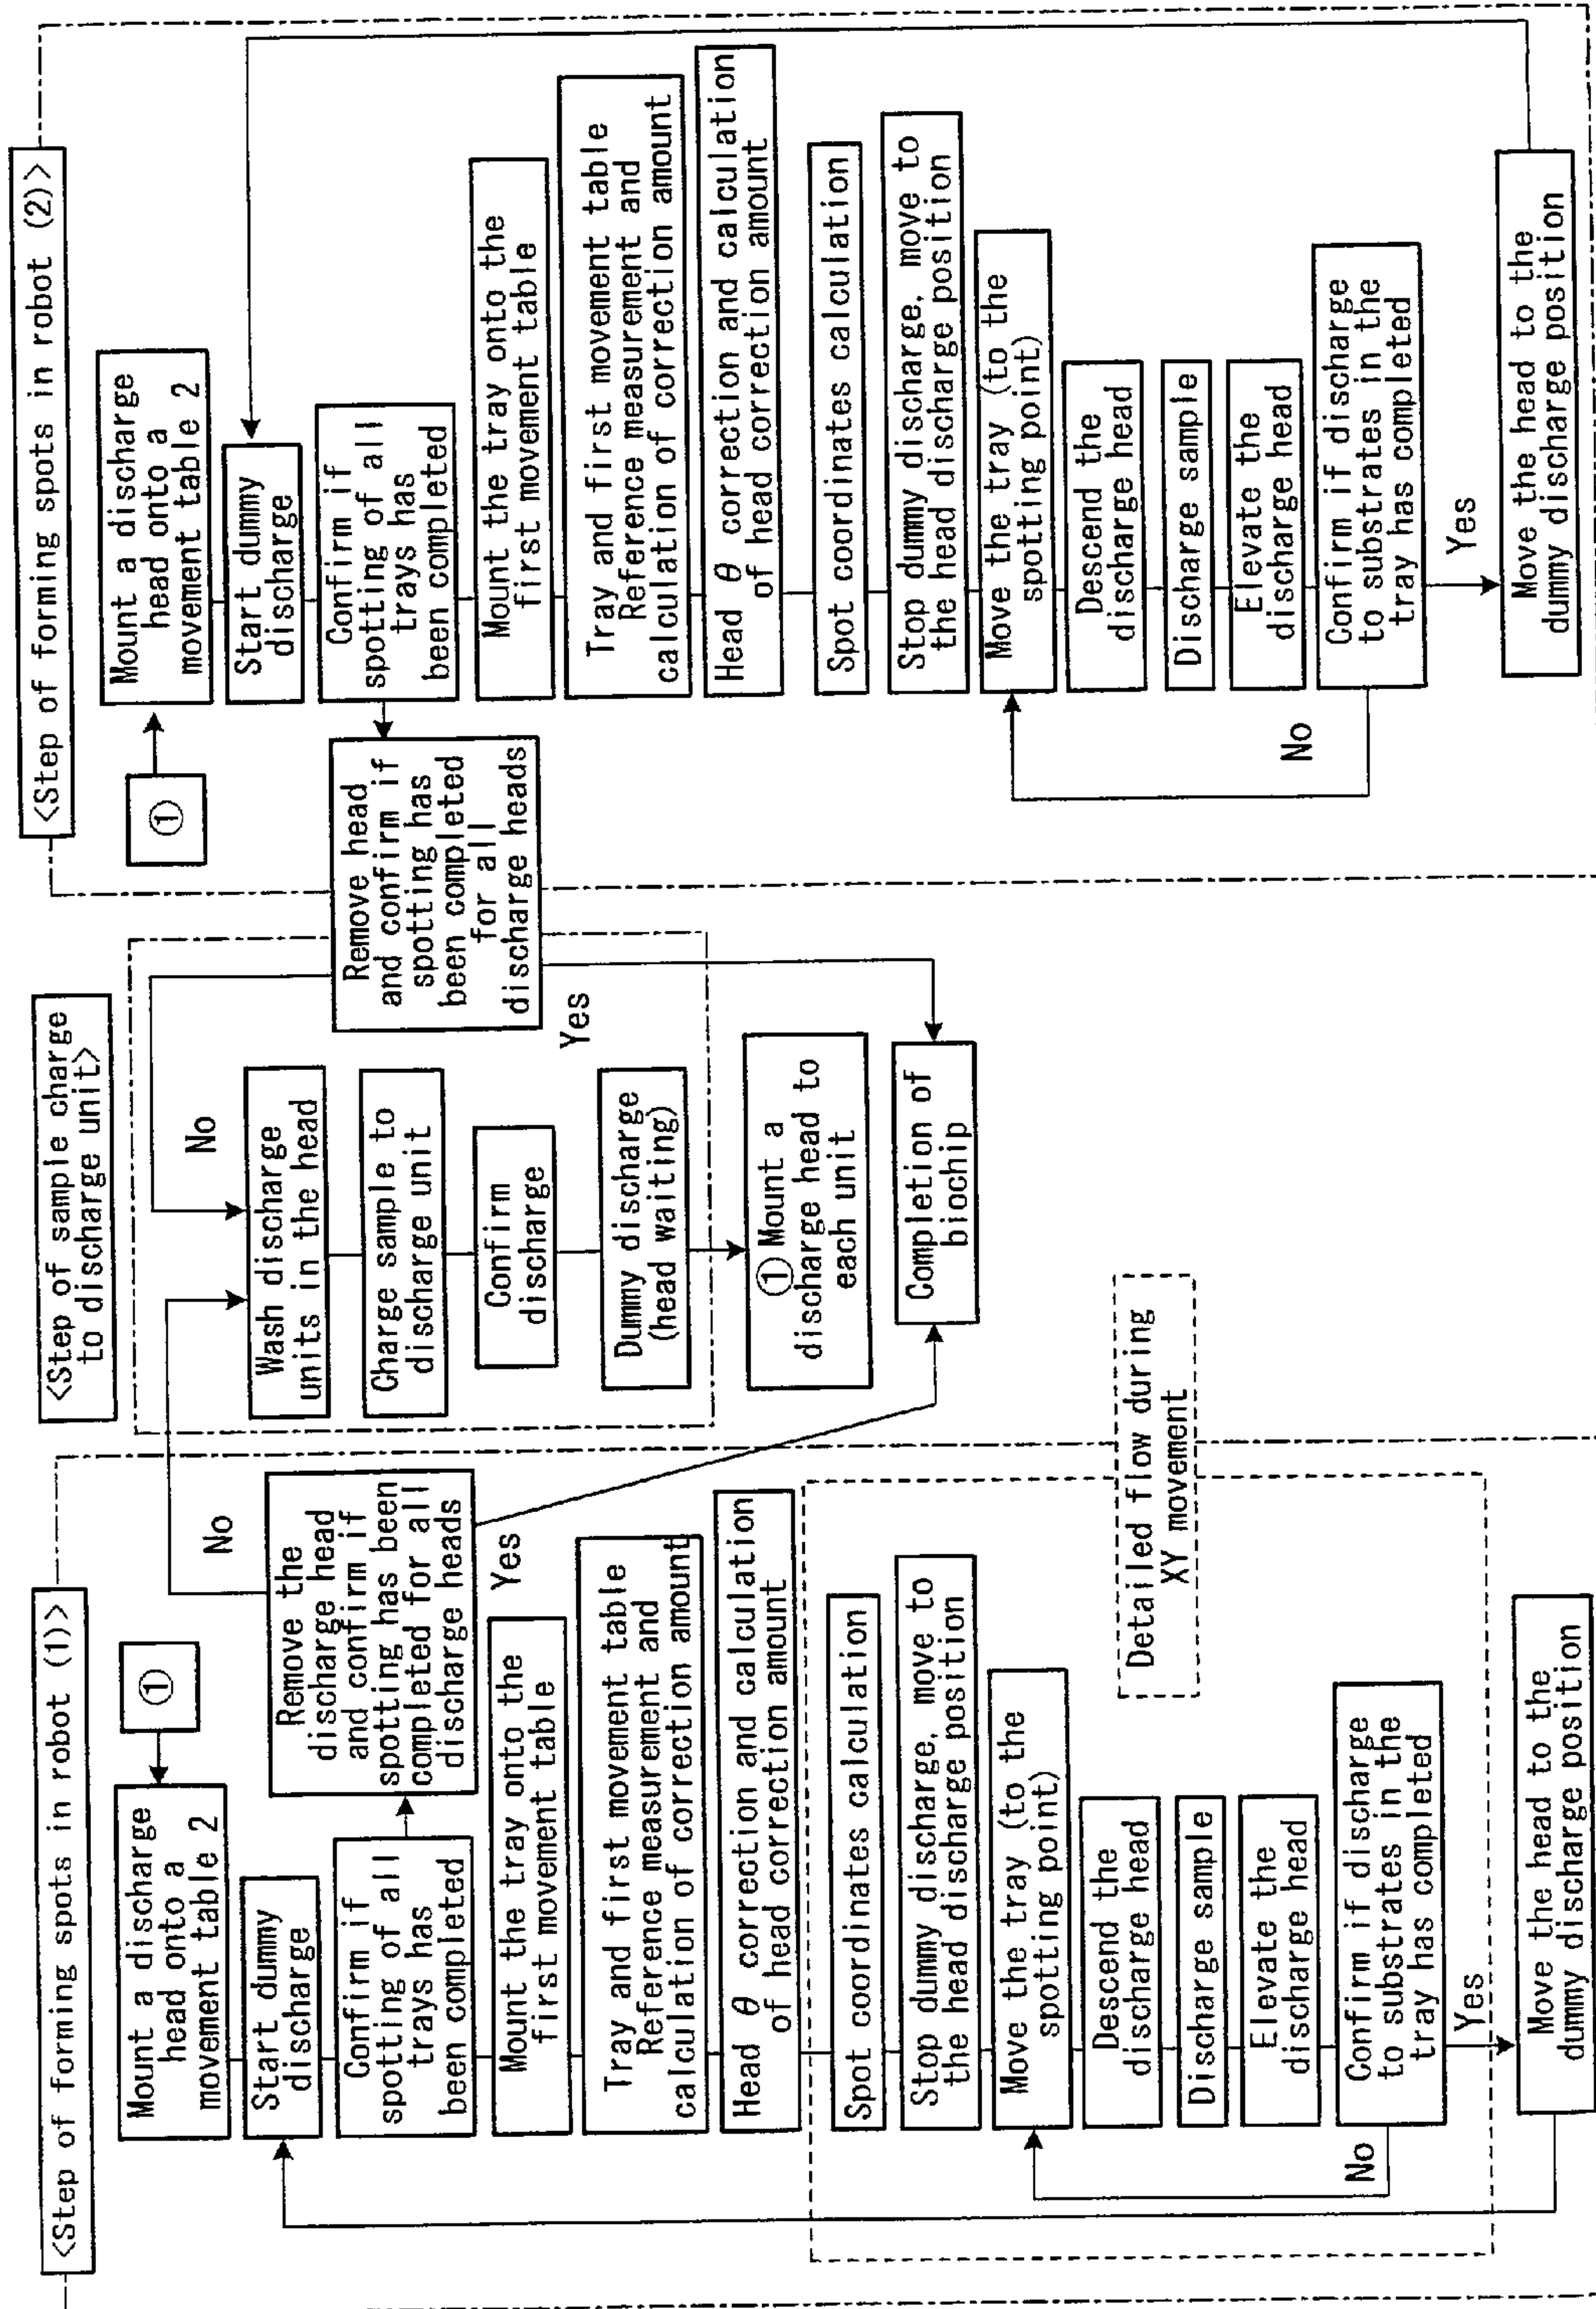 <Step of forming spots in robot (1)>
①
Mount a discharge
head onto a
movement table 2
Start dummy
discharge
Confirm if
spotting of all
trays has
been completed
Remove the
discharge head
and confirm if
spotting has been
completed for all
discharge heads
No
Yes
Mount the tray onto the
first movement table
Tray and first movement table
Reference measurement and
calculation of correction amount
Head θ correction and calculation
of head correction amount
Spot coordinates calculation
Stop dummy discharge, move to
the head discharge position
Move the tray (to the
spotting point)
Descend the
discharge head
Discharge sample
Elevate the
discharge head
Confirm if discharge
to substrates in the
tray has completed
No
Yes
Move the head to the
dummy discharge position
Detailed flow during
XY movement
<Step of sample charge
to discharge unit>
No
Wash discharge
units in the head
Charge sample to
discharge unit
Confirm
discharge
Dummy discharge
(head waiting)
① Mount a
discharge head to
each unit
Completion of
biochip
Yes
Remove head
and confirm if
spotting has
been completed
for all
discharge heads
<Step of forming spots in robot (2)>
①
Mount a discharge
head onto a
movement table 2
Start dummy
discharge
Confirm if
spotting of all
trays has
been completed
Mount the tray onto the
first movement table
Tray and first movement table
Reference measurement and
calculation of correction amount
Head θ correction and calculation
of head correction amount
Spot coordinates calculation
Stop dummy discharge, move to
the head discharge position
Move the tray (to the
spotting point)
Descend the
discharge head
Discharge sample
Elevate the
discharge head
Confirm if discharge
to substrates in the
tray has completed
No
Yes
Move the head to the
dummy discharge position